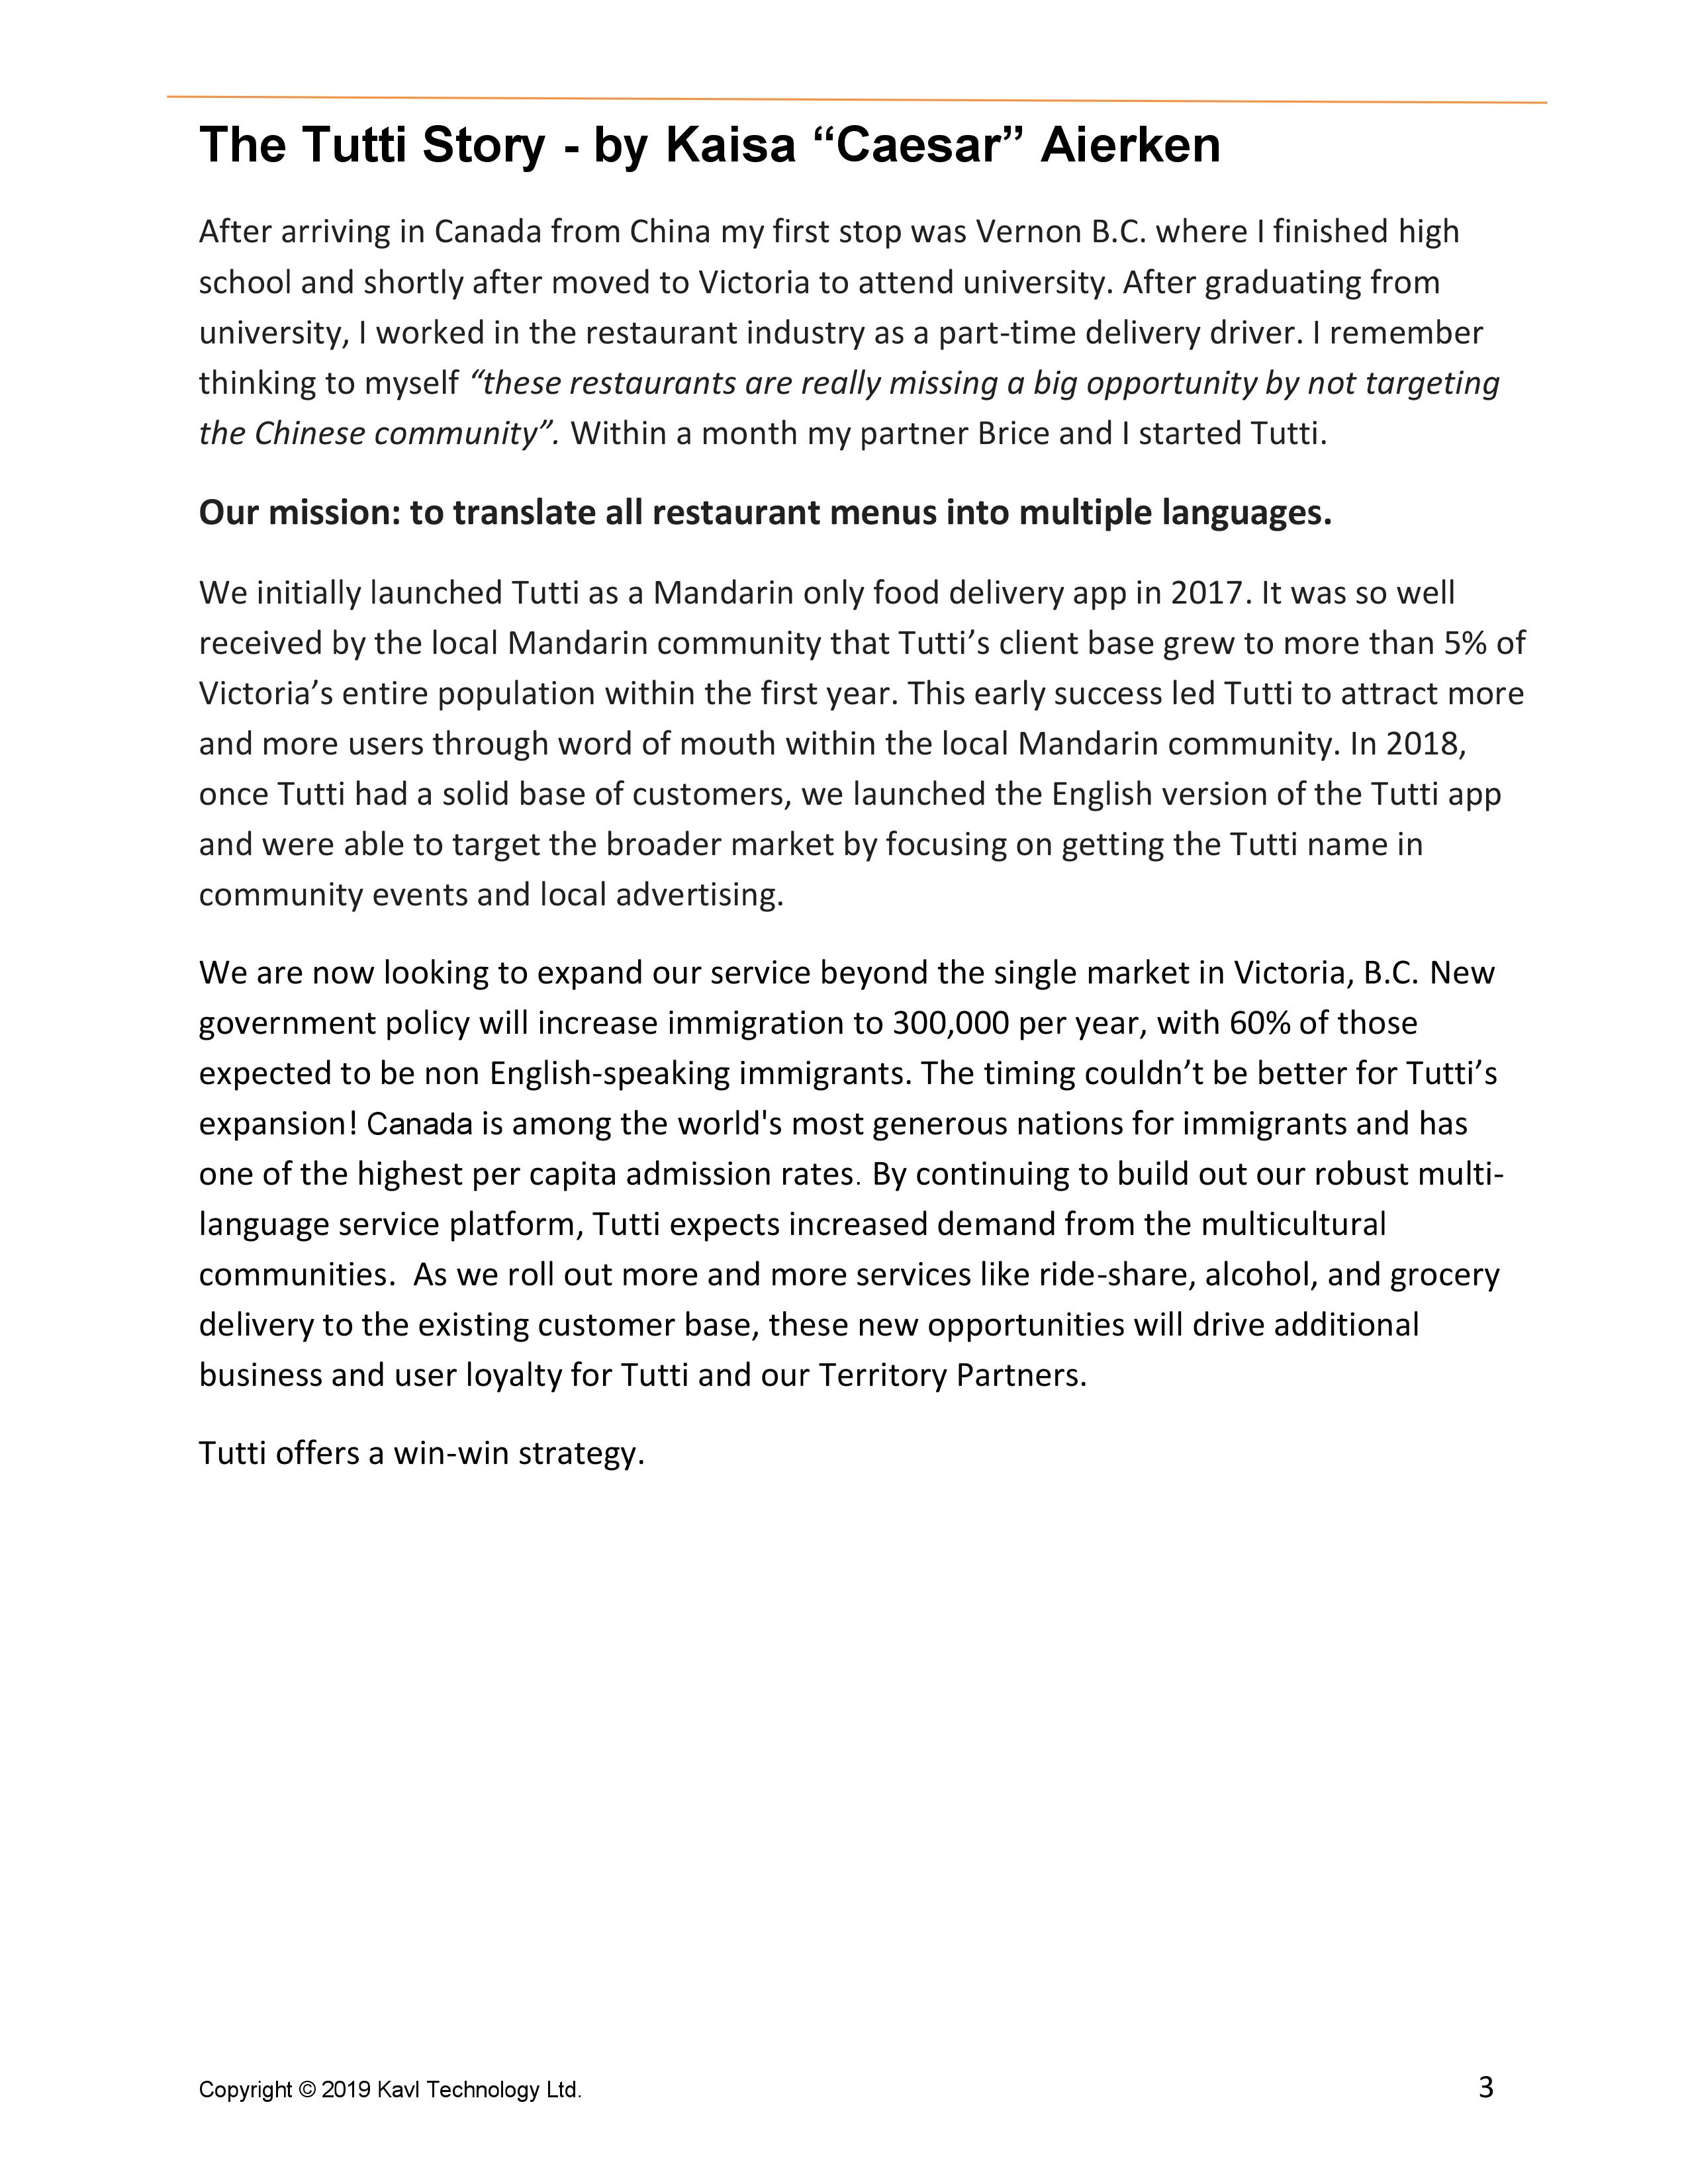 The Tutti Story - by Kaisa “Caesar” Aierken
After arriving in Canada from China my first stop was Vernon B.C. where I finished high
school and shortly after moved to Victoria to attend university. After graduating from
university, I worked in the restaurant industry as a part-time delivery driver. I remember
thinking to myself “these restaurants are really missing a big opportunity by not targeting
the Chinese community”. Within a month my partner Brice and I started Tutti.
Our mission: to translate all restaurant menus into multiple languages.
We initially launched Tutti as a Mandarin only food delivery app in 2017. It was so well
received by the local Mandarin community that Tutti’s client base grew to more than 5% of
Victoria’s entire population within the first year. This early success led Tutti to attract more
and more users through word of mouth within the local Mandarin community. In 2018,
once Tutti had a solid base of customers, we launched the English version of the Tutti app
and were able to target the broader market by focusing on getting the Tutti name in
community events and local advertising.
We are now looking to expand our service beyond the single market in Victoria, B.C. New
government policy will increase immigration to 300,000 per year, with 60% of those
expected to be non English-speaking immigrants. The timing couldn’t be better for Tutti’s
expansion! Canada is among the world's most generous nations for immigrants and has
one of the highest per capita admission rates. By continuing to build out our robust multi-
language service platform, Tutti expects increased demand from the multicultural
communities.  As we roll out more and more services like ride-share, alcohol, and grocery
delivery to the existing customer base, these new opportunities will drive additional
business and user loyalty for Tutti and our Territory Partners.
Tutti offers a win-win strategy.
Copyright © 2019 Kavl Technology Ltd. 3